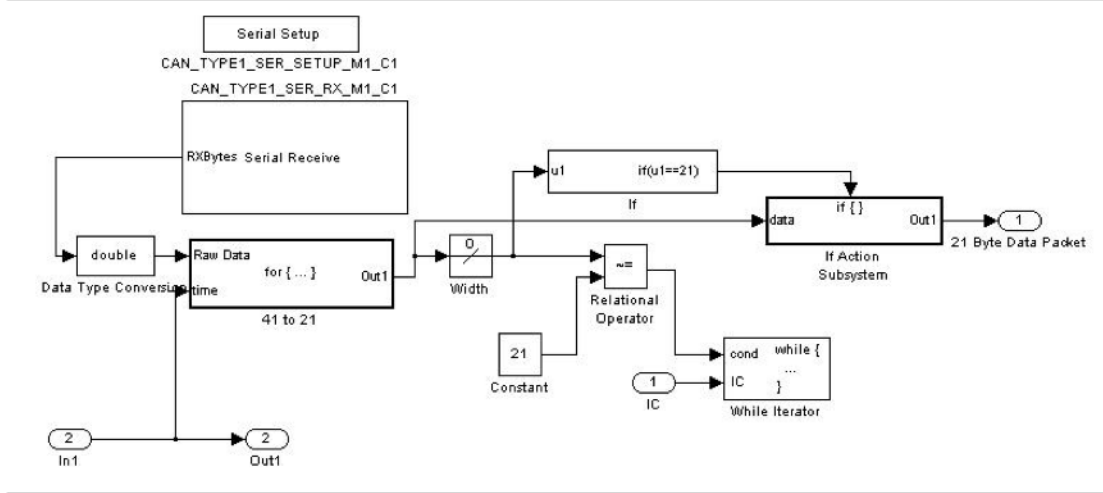 Serial Setup
CAN_TYPE1_SER_SETUP_M1_C1
CAN_TYPE1_SER_RX_M1_C1
RXBytes Serial Receive
u1 if(u1==21)
If
if { }
data Out1
If Action
Subsystem
1
21 Byte Data Packet
double
Data Type Conversion
Raw Data
for { ... } Out1
time
41 to 21
0
Width
~=
Relational
Operator
21
Constant
1
IC
cond while {
...
IC }
While Iterator
2
In1
2
Out1